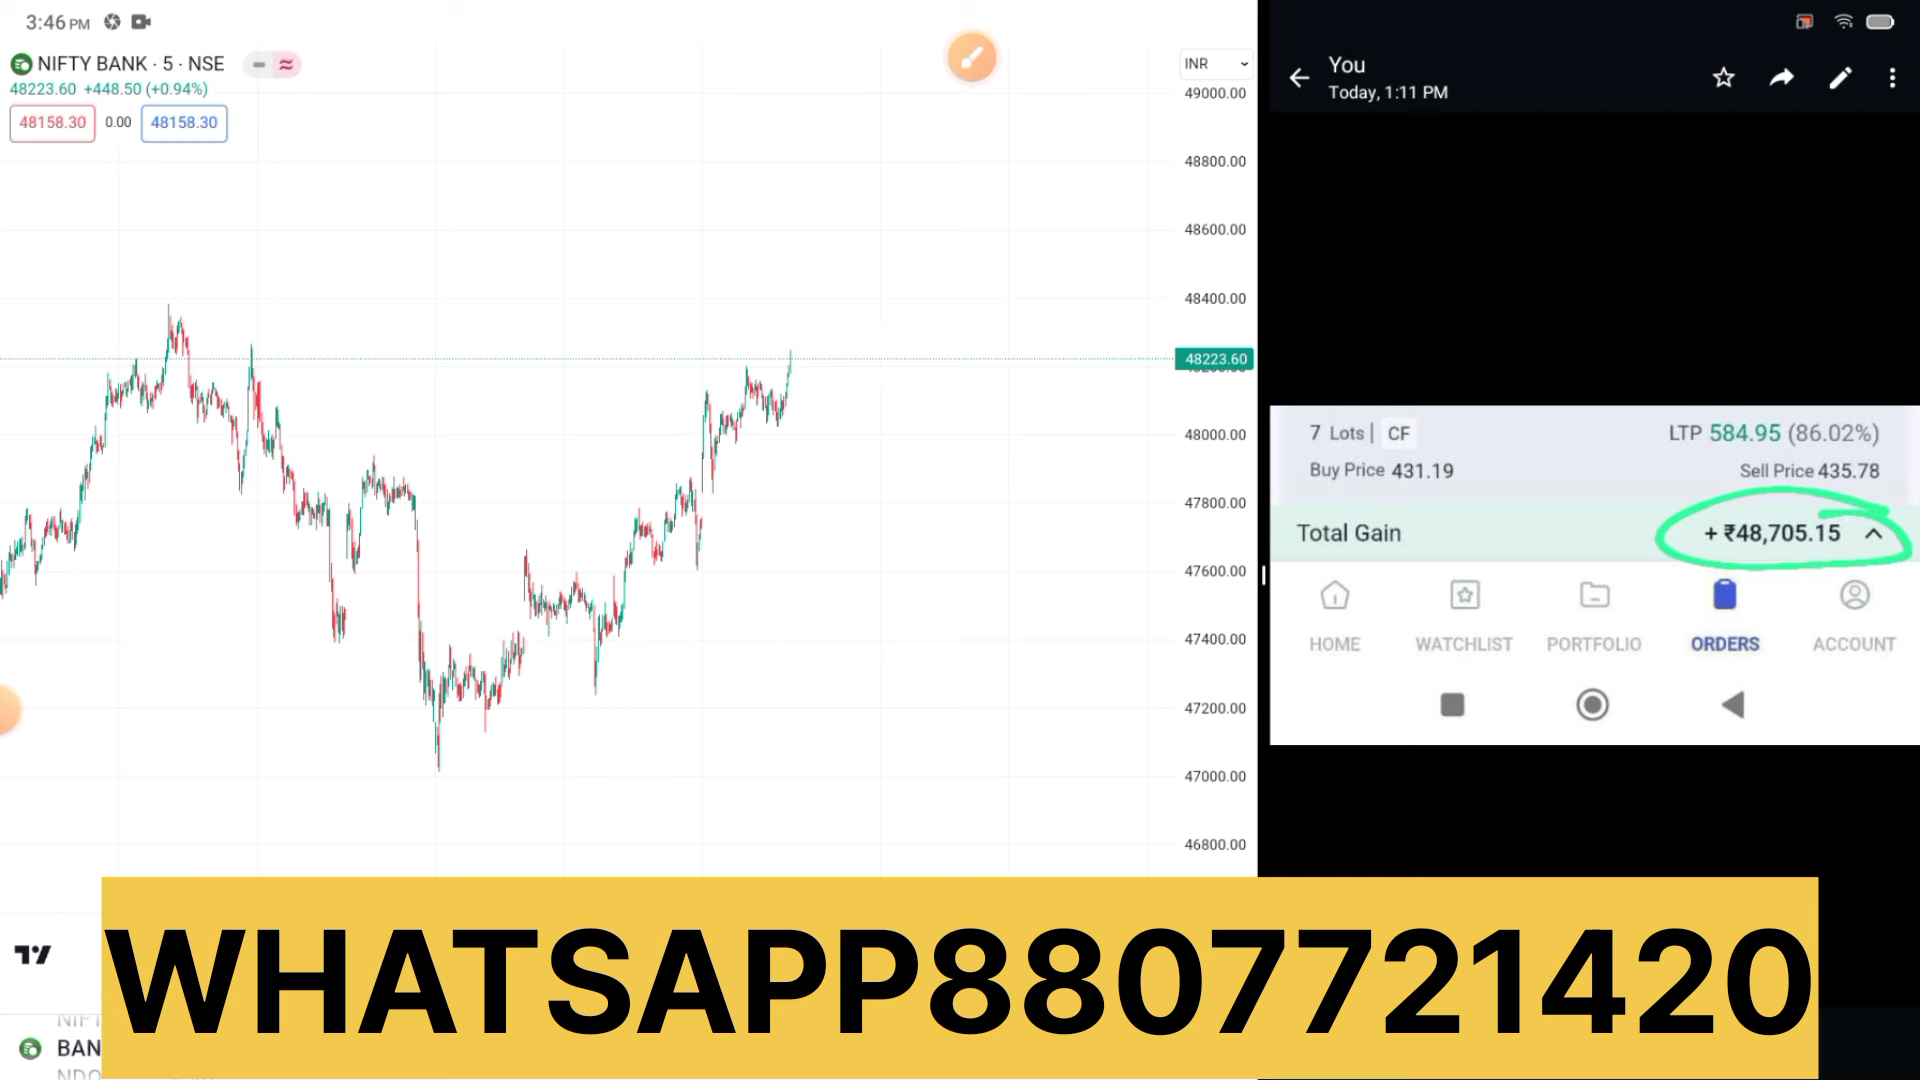 3:46 PM
NIFTY BANK · 5 · NSE
48223.60 +448.50 (+0.94%)
48158.30 0.00 48158.30
INR
49000.00
48800.00
48600.00
48400.00
48223.60
48000.00
47800.00
47600.00
47400.00
47200.00
47000.00
46800.00
You
Today, 1:11 PM
7 Lots | CF
LTP 584.95 (86.02%)
Buy Price 431.19
Sell Price 435.78
Total Gain
+ ₹48,705.15
HOME WATCHLIST PORTFOLIO ORDERS ACCOUNT
WHATSAPP8807721420
BAN